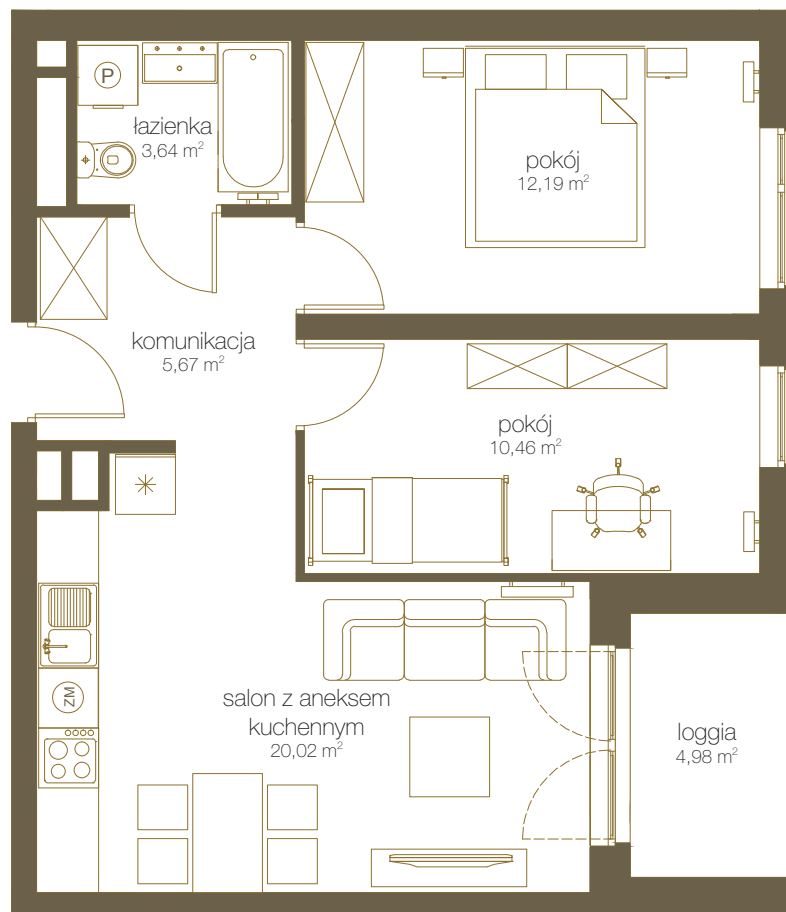 P
łazienka
3,64 m²
pokój
12,19 m²
komunikacja
5,67 m²
pokój
10,46 m²
ZM
salon z aneksem
kuchennym
20,02 m²
loggia
4,98 m²